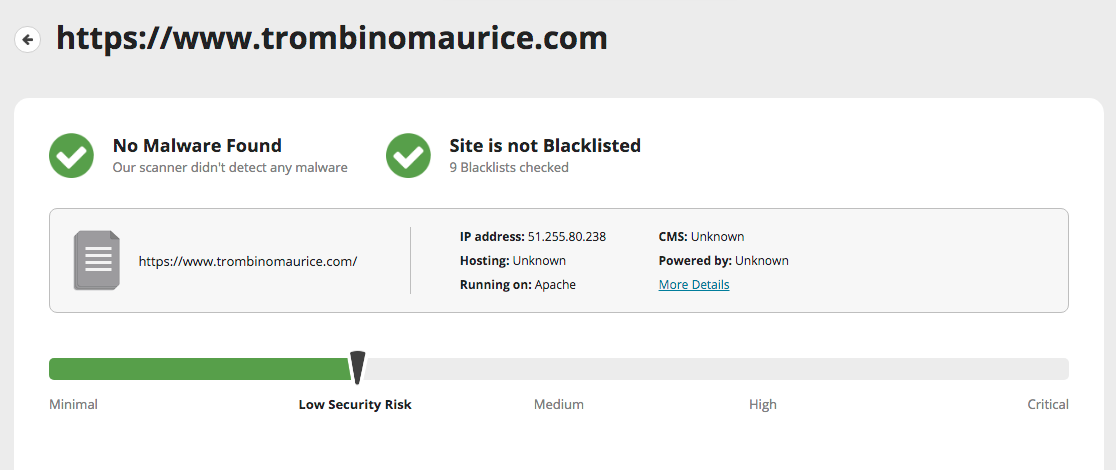 https://www.trombinomaurice.com
No Malware Found
Our scanner didn't detect any malware
Site is not Blacklisted
9 Blacklists checked
https://www.trombinomaurice.com/
IP address: 51.255.80.238
Hosting: Unknown
Running on: Apache
CMS: Unknown
Powered by: Unknown
More Details
Minimal
Low Security Risk
Medium
High
Critical